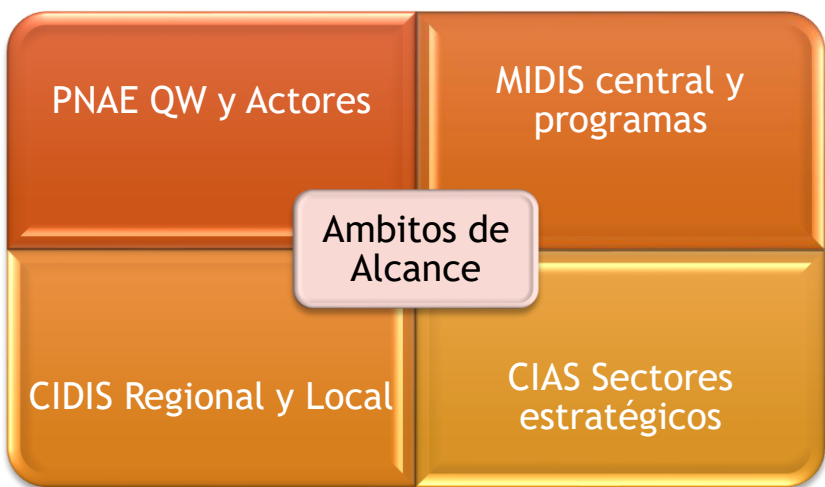 PNAE QW y Actores
MIDIS central y
programas
Ambitos de
Alcance
CIDIS Regional y Local
CIAS Sectores
estratégicos